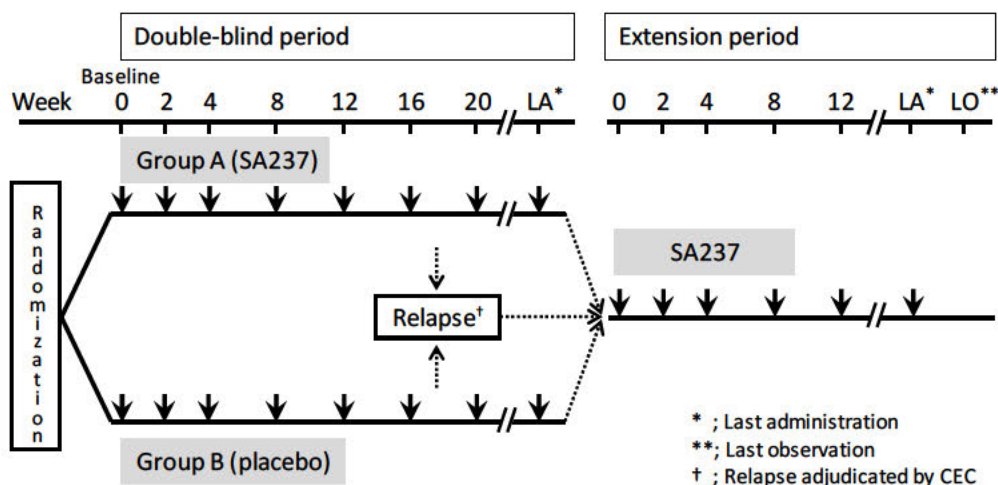 Double-blind period
Extension period
Baseline
Week 0 2 4 8 12 16 20 LA* 0 2 4 8 12 LA* LO**
Group A (SA237)
Randomization
SA237
Relapse†
Group B (placebo)
* ; Last administration
**; Last observation
† ; Relapse adjudicated by CEC